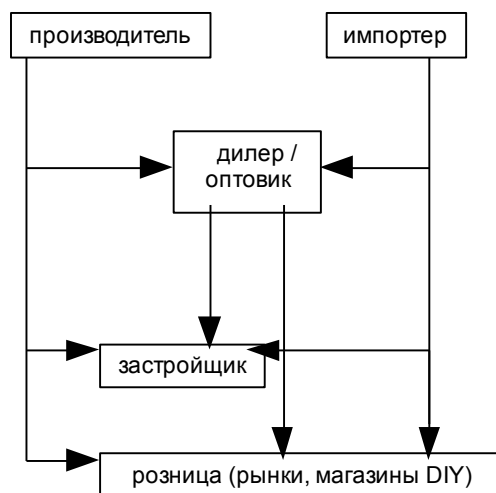 производитель
импортер
дилер /
оптовик
застройщик
розница (рынки, магазины DIY)